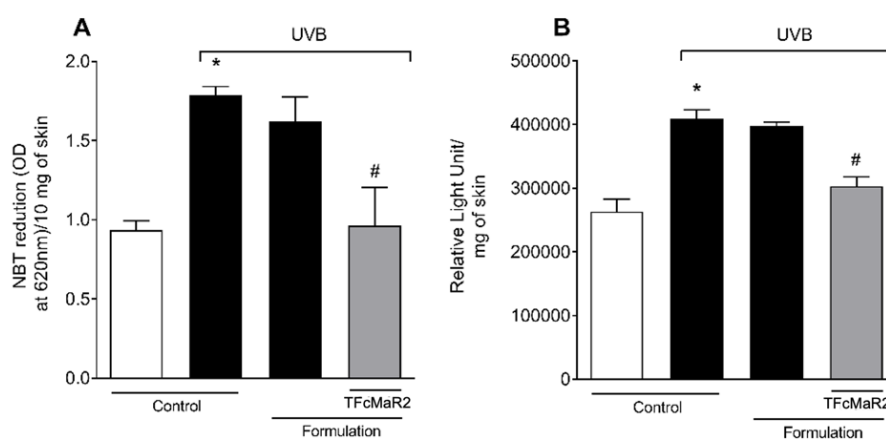 A
UVB
NBT redution (OD
at 620nm)/10 mg of skin
2.0
1.5
1.0
0.5
0.0
*
#
Control
TFcMaR2
Formulation
B
UVB
Relative Light Unit/
mg of skin
500000
400000
300000
200000
100000
0
*
#
Control
TFcMaR2
Formulation